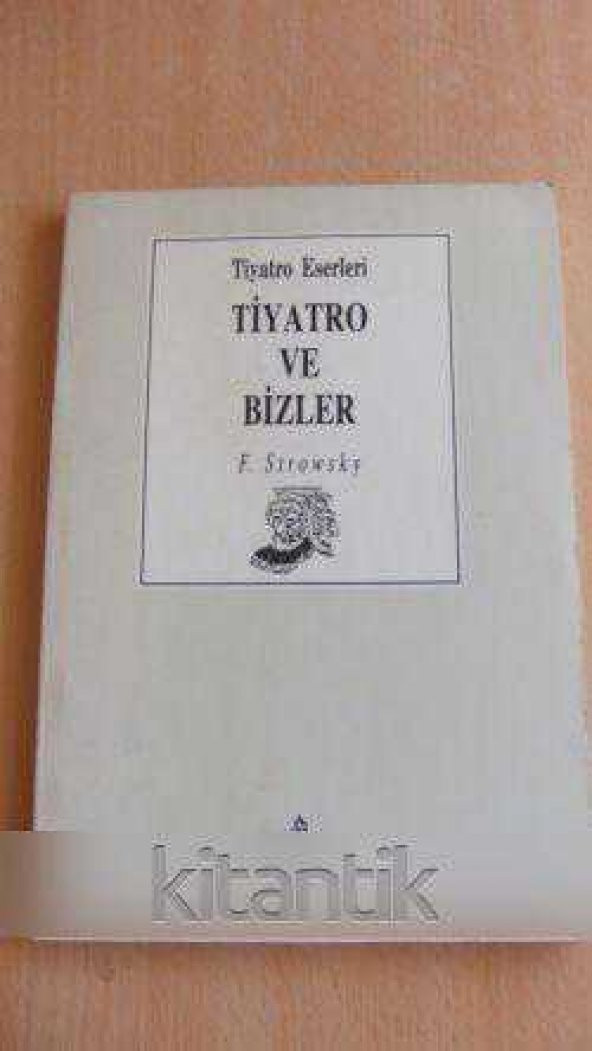 Tiyatro Eserleri
TİYATRO
VE
BİZLER
F. Strowsky
kitantik